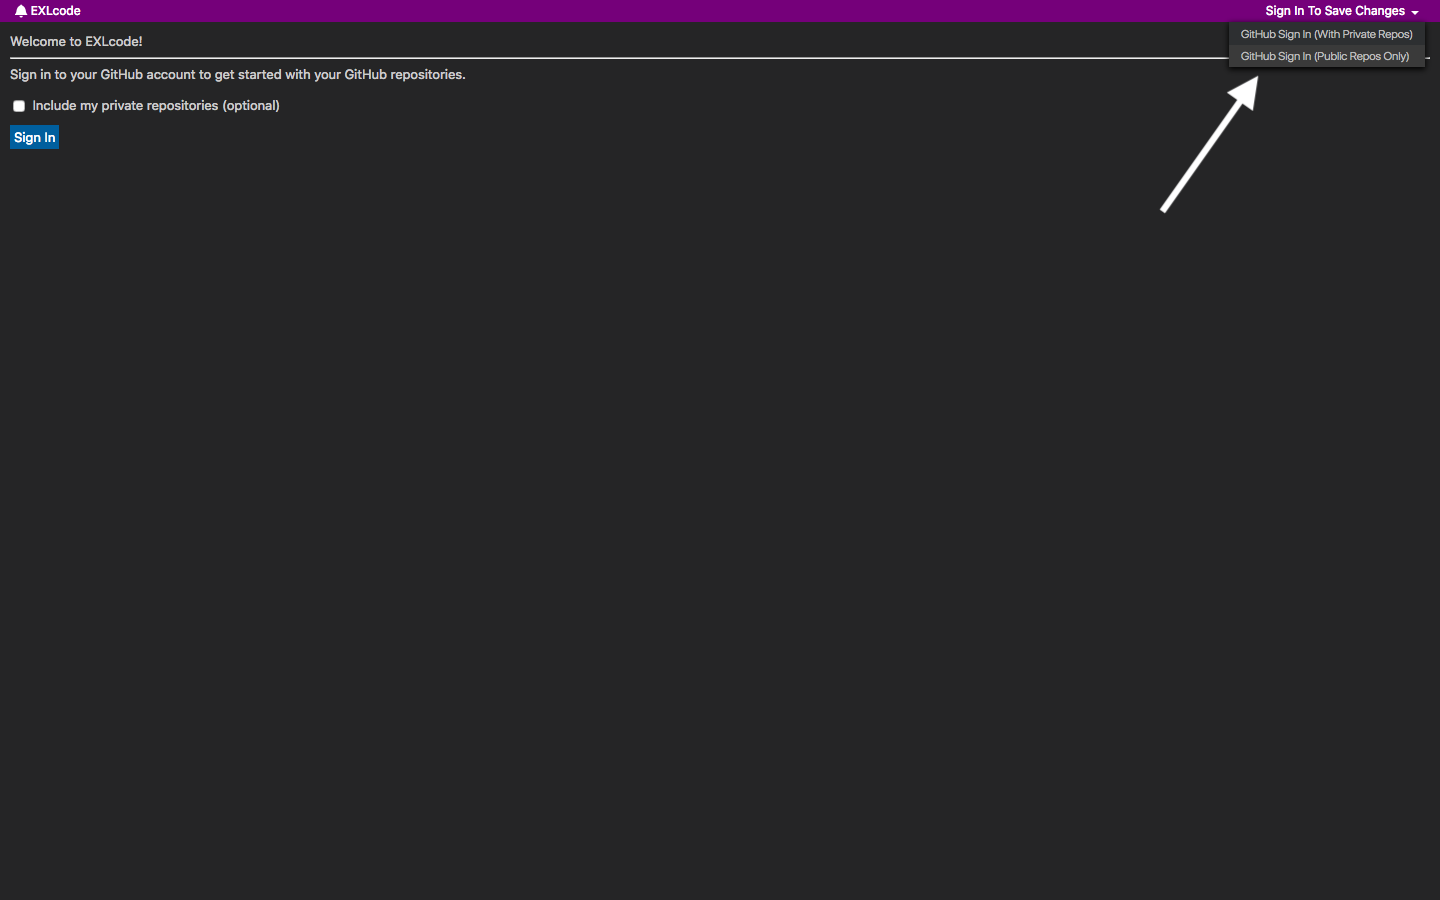 EXLcode
Sign In To Save Changes
GitHub Sign In (With Private Repos)
GitHub Sign In (Public Repos Only)
Welcome to EXLcode!
Sign in to your GitHub account to get started with your GitHub repositories.
Include my private repositories (optional)
Sign In